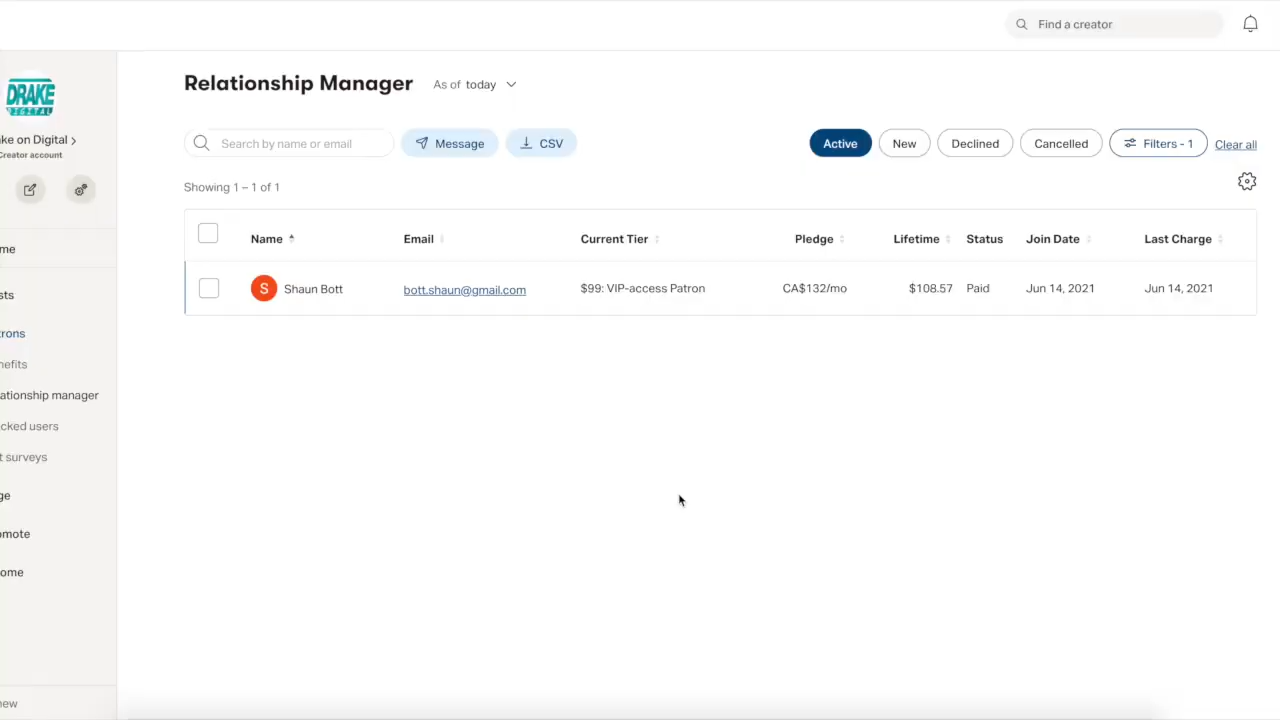 Find a creator
DRAKE
DIGITAL
Relationship Manager
As of today
ke on Digital
Creator account
Search by name or email
Message
CSV
Active
New
Declined
Cancelled
Filters - 1
Clear all
Showing 1 – 1 of 1
Name
Email
Current Tier
Pledge
Lifetime
Status
Join Date
Last Charge
S
Shaun Bott
bott.shaun@gmail.com
$99: VIP-access Patron
CA$132/mo
$108.57
Paid
Jun 14, 2021
Jun 14, 2021
me
sts
trons
nefits
lationship manager
cked users
t surveys
ge
omote
ome
new